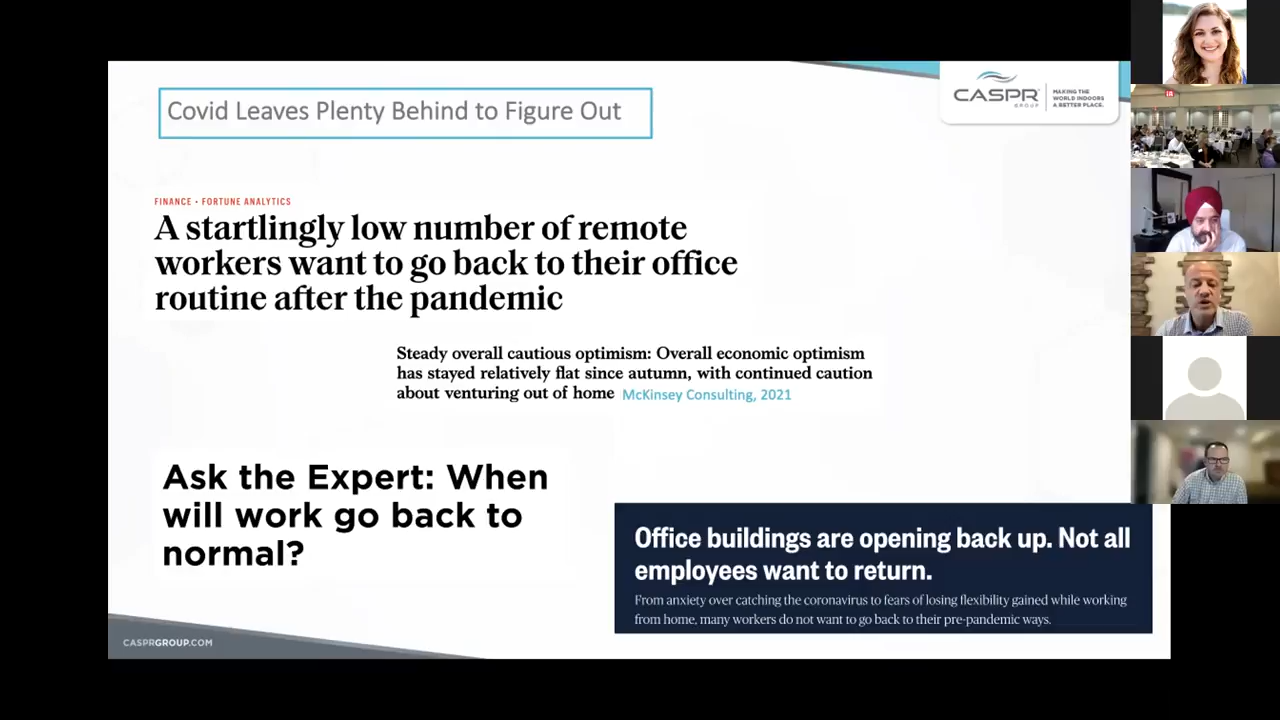 Covid Leaves Plenty Behind to Figure Out
CASPR
GROUP
MAKING THE
WORLD INDOORS
A BETTER PLACE.
FINANCE • FORTUNE ANALYTICS
A startlingly low number of remote
workers want to go back to their office
routine after the pandemic
Steady overall cautious optimism: Overall economic optimism
has stayed relatively flat since autumn, with continued caution
about venturing out of home McKinsey Consulting, 2021
Ask the Expert: When
will work go back to
normal?
Office buildings are opening back up. Not all
employees want to return.
From anxiety over catching the coronavirus to fears of losing flexibility gained while working
from home, many workers do not want to go back to their pre-pandemic ways.
CASPRGROUP.COM